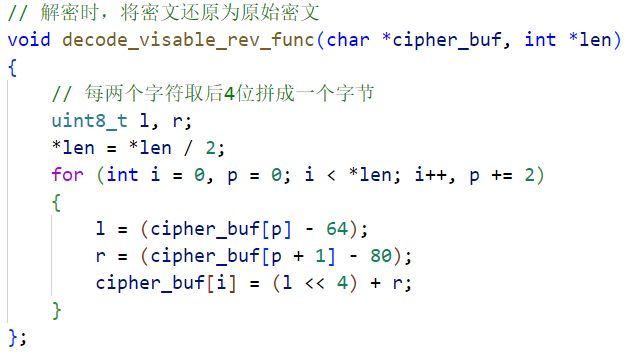 // 解密时，将密文还原为原始密文
void decode_visable_rev_func(char *cipher_buf, int *len)
{
    // 每两个字符取后4位拼成一个字节
    uint8_t l, r;
    *len = *len / 2;
    for (int i = 0, p = 0; i < *len; i++, p += 2)
    {
        l = (cipher_buf[p] - 64);
        r = (cipher_buf[p + 1] - 80);
        cipher_buf[i] = (l << 4) + r;
    }
};